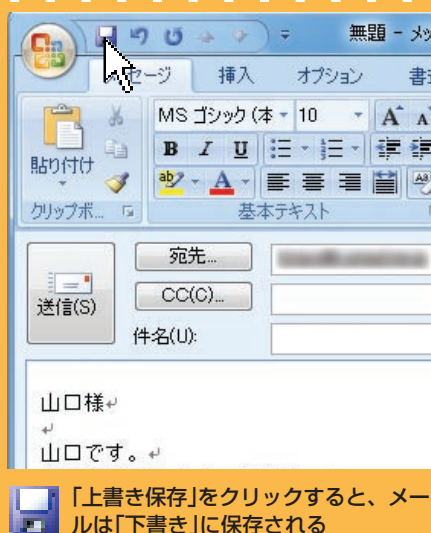 無題 - メッ
メッセージ 挿入 オプション 書式
MS ゴシック (本 10 A A
貼り付け B I U
ab A
クリップボ... 基本テキスト
宛先...
送信(S) CC(C)...
件名(U):
山口様↵
↵
山口です。↵
「上書き保存」をクリックすると、メー
ルは「下書き」に保存される